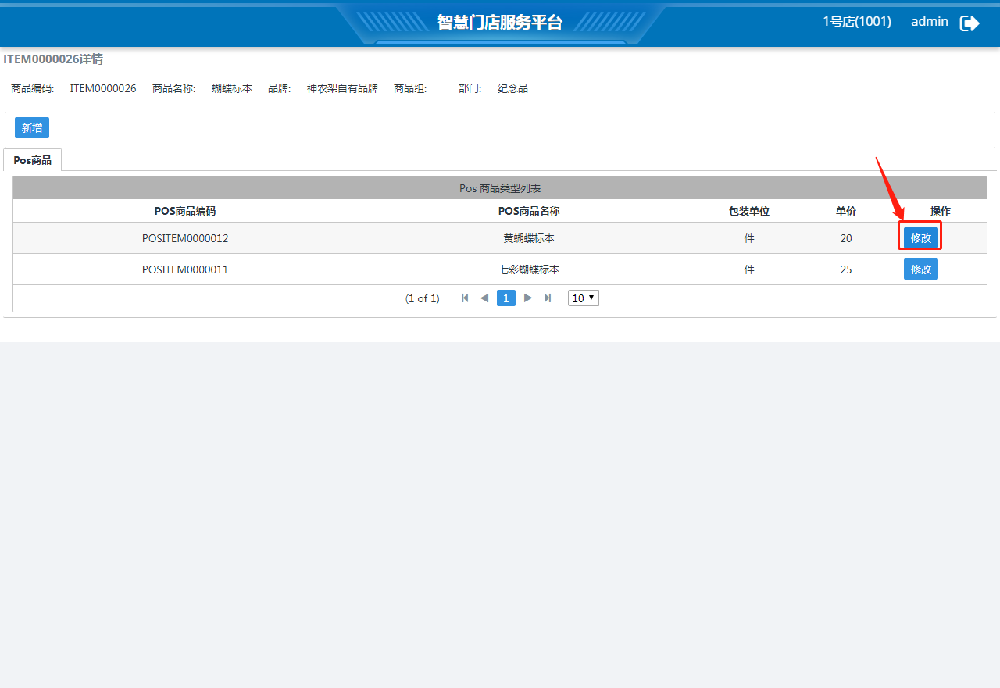 智慧门店服务平台 1号店(1001) admin
ITEM0000026详情
商品编码: ITEM0000026 商品名称: 蝴蝶标本 品牌: 神农架自有品牌 商品组: 部门: 纪念品
新增
Pos商品
Pos 商品类型列表
POS商品编码 POS商品名称 包装单位 单价 操作
POSITEM0000012 黄蝴蝶标本 件 20 修改
POSITEM0000011 七彩蝴蝶标本 件 25 修改
(1 of 1) 1 10